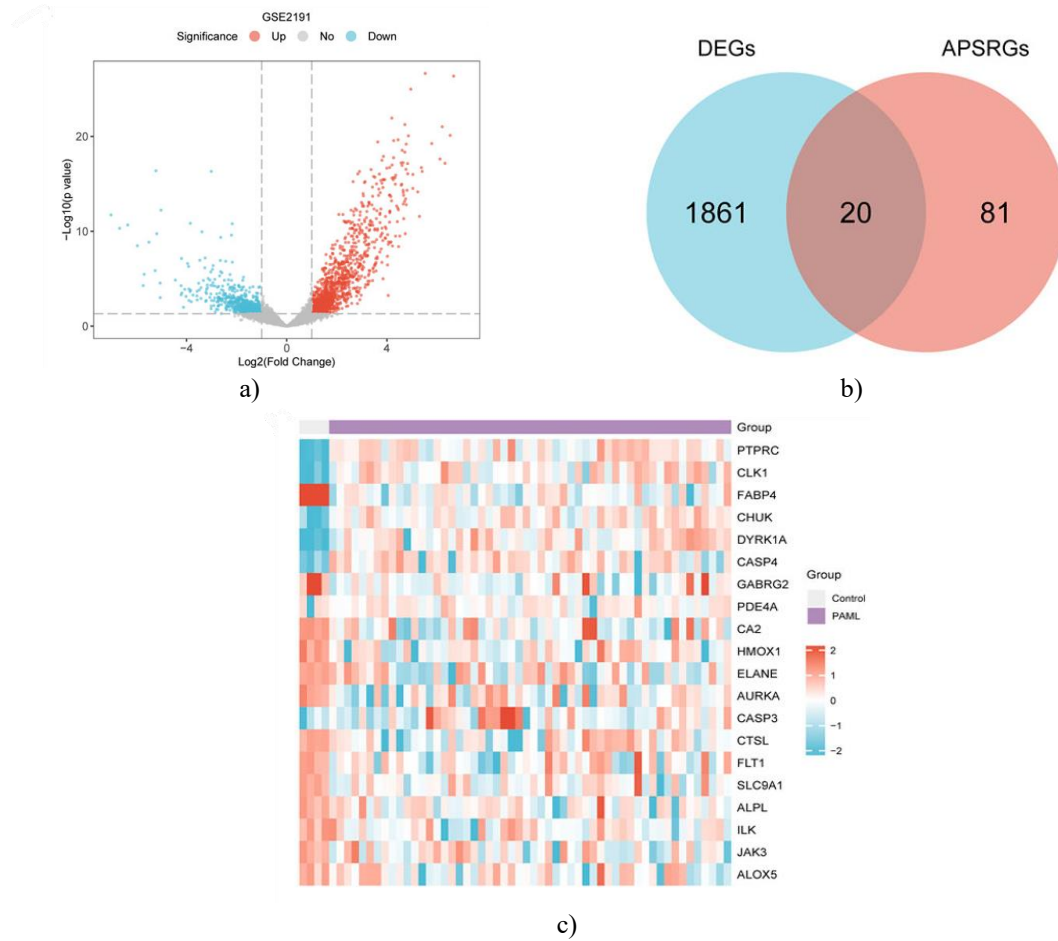 GSE2191
Significance Up No Down
20
10
0
−Log10(p value)
−4 0 4
Log2(Fold Change)
a)
DEGs APSRGs
1861 20 81
b)
Group
PTPRC
CLK1
FABP4
CHUK
DYRK1A
CASP4
GABRG2
PDE4A
CA2
HMOX1
ELANE
AURKA
CASP3
CTSL
FLT1
SLC9A1
ALPL
ILK
JAK3
ALOX5
Group
Control
PAML
2
1
0
−1
−2
c)